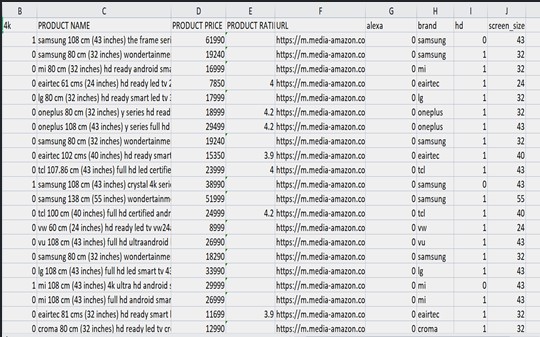 B C D E F G H I J
4k PRODUCT NAME PRODUCT PRICE PRODUCT RATII URL alexa brand hd screen_size
1 samsung 108 cm (43 inches) the frame seri 61990 https://m.media-amazon.co 0 samsung 0 43
0 samsung 80 cm (32 inches) wondertainme 19240 https://m.media-amazon.co 0 samsung 1 32
0 mi 80 cm (32 inches) hd ready android sma 16999 https://m.media-amazon.co 0 mi 1 32
0 eairtec 61 cms (24 inches) hd ready led tv 2 7850 4 https://m.media-amazon.co 0 eairtec 1 24
0 lg 80 cm (32 inches) hd ready smart led tv 3 17999 https://m.media-amazon.co 0 lg 1 32
0 oneplus 80 cm (32 inches) y series hd read 18999 4.2 https://m.media-amazon.co 0 oneplus 1 32
0 oneplus 108 cm (43 inches) y series full hd 29499 4.2 https://m.media-amazon.co 0 oneplus 1 43
0 samsung 80 cm (32 inches) wondertainme 19240 https://m.media-amazon.co 0 samsung 1 32
0 eairtec 102 cms (40 inches) hd ready smart 15350 3.9 https://m.media-amazon.co 0 eairtec 1 40
0 tcl 107.86 cm (43 inches) full hd led certified 23999 4 https://m.media-amazon.co 0 tcl 1 43
1 samsung 108 cm (43 inches) crystal 4k seri 38990 https://m.media-amazon.co 0 samsung 0 43
0 samsung 138 cm (55 inches) wondertainm 51999 https://m.media-amazon.co 0 samsung 1 55
0 tcl 100 cm (40 inches) full hd certified andr 24999 4.2 https://m.media-amazon.co 0 tcl 1 40
0 vw 60 cm (24 inches) hd ready led tv vw24a 8999 https://m.media-amazon.co 0 vw 1 24
0 vu 108 cm (43 inches) full hd ultraandroid 26990 https://m.media-amazon.co 0 vu 1 43
0 samsung 80 cm (32 inches) wondertainme 18290 https://m.media-amazon.co 0 samsung 1 32
0 lg 108 cm (43 inches) full hd led smart tv 43 33990 https://m.media-amazon.co 0 lg 1 43
1 mi 108 cm (43 inches) 4k ultra hd android s 29999 https://m.media-amazon.co 0 mi 0 43
0 mi 108 cm (43 inches) full hd android smar 26999 https://m.media-amazon.co 0 mi 1 43
0 eairtec 81 cms (32 inches) hd ready smart l 11699 3.9 https://m.media-amazon.co 0 eairtec 1 32
0 croma 80 cm (32 inches) hd ready led tv cr 12990 https://m.media-amazon.co 0 croma 1 32